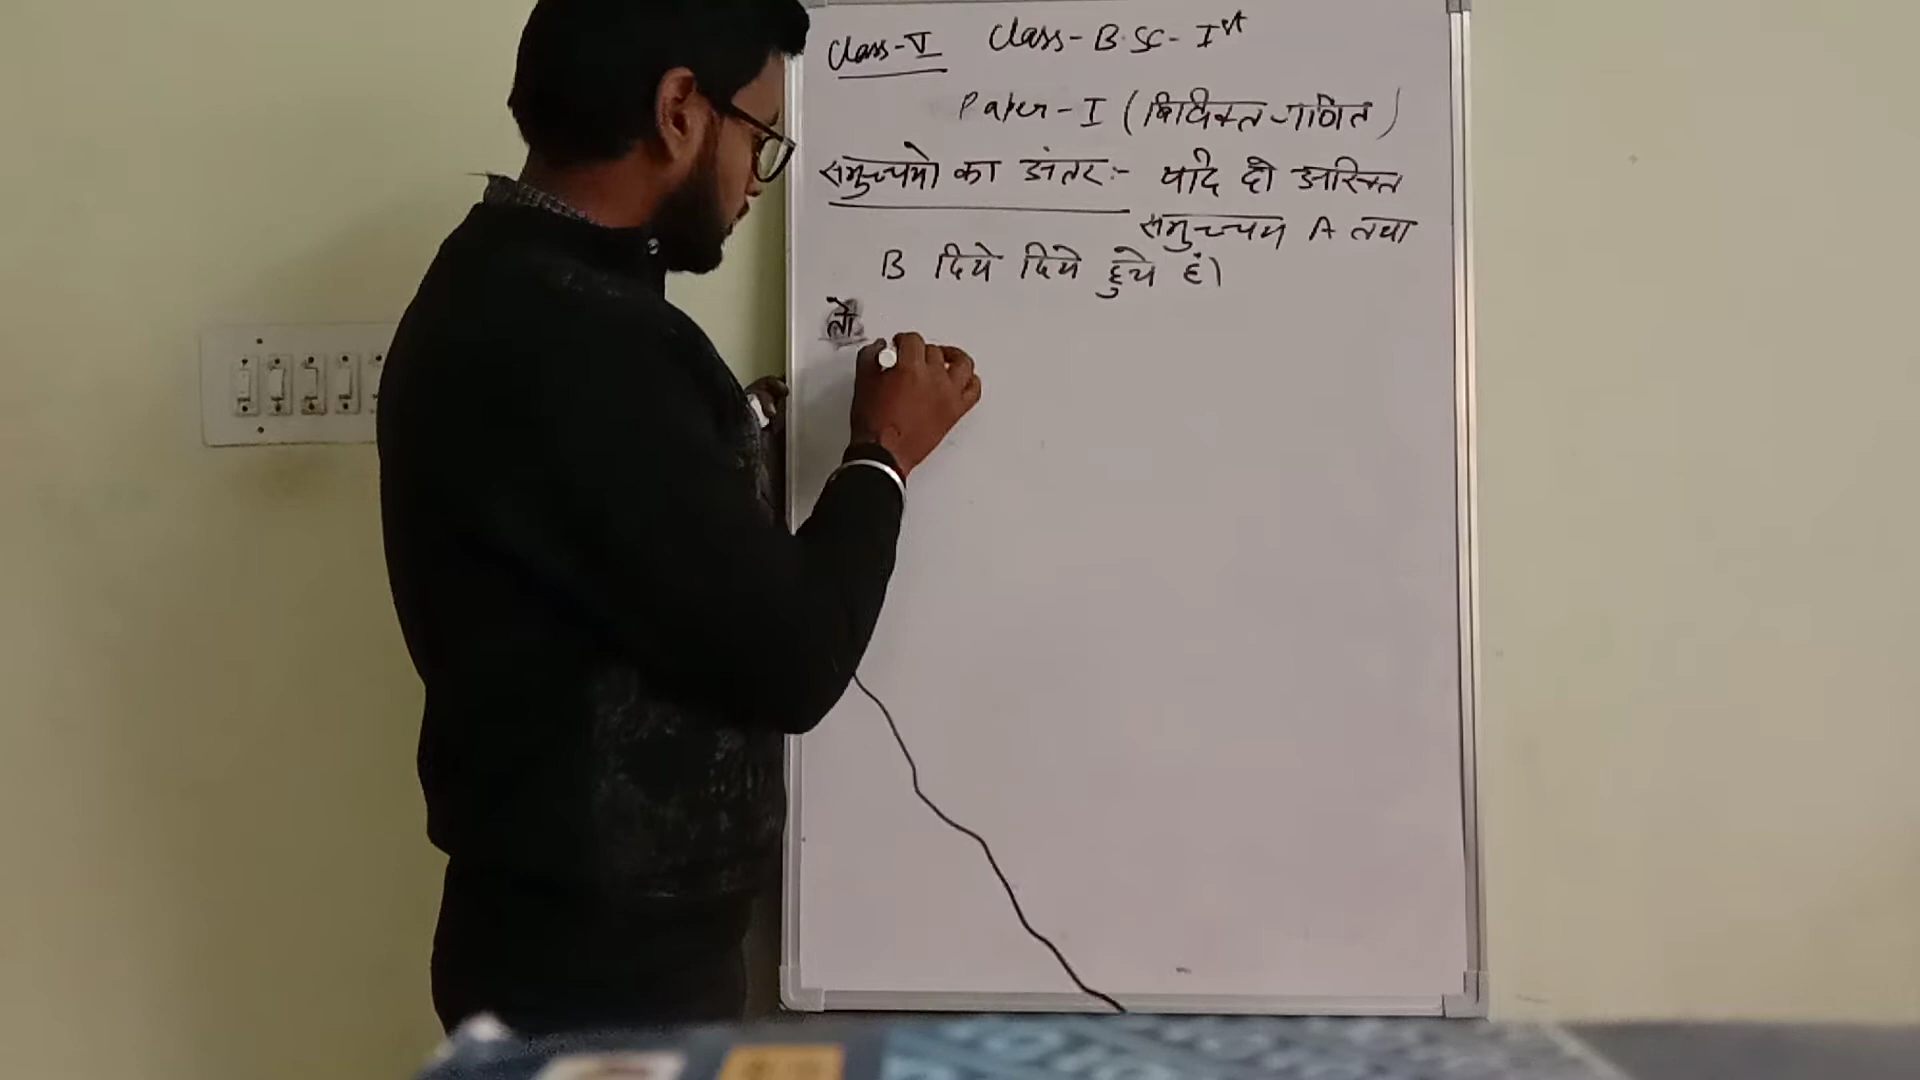 Class-V Class-B.Sc-Ist
Paper-I (विविक्त-गणित)
समुच्चयो का अंतर:- यदि दो अरिक्त
समुच्चय A तथा
B दिये दिये हुये हैं।
तो